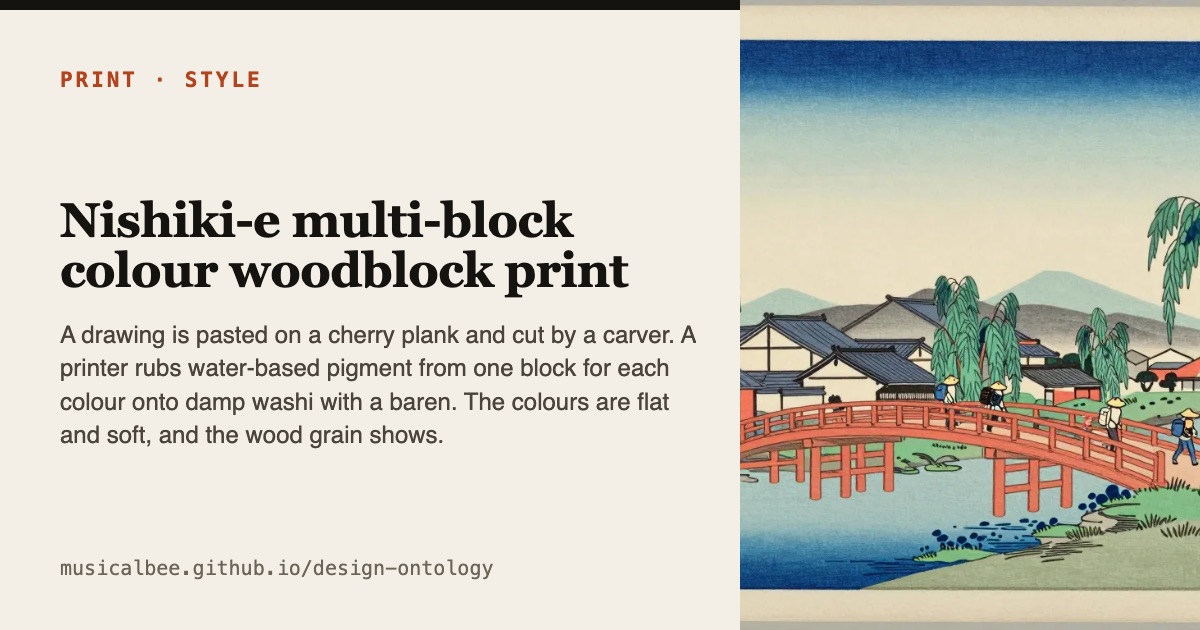 PRINT · STYLE
Nishiki-e multi-block
colour woodblock print
A drawing is pasted on a cherry plank and cut by a carver. A
printer rubs water-based pigment from one block for each
colour onto damp washi with a baren. The colours are flat
and soft, and the wood grain shows.
musicalbee.github.io/design-ontology